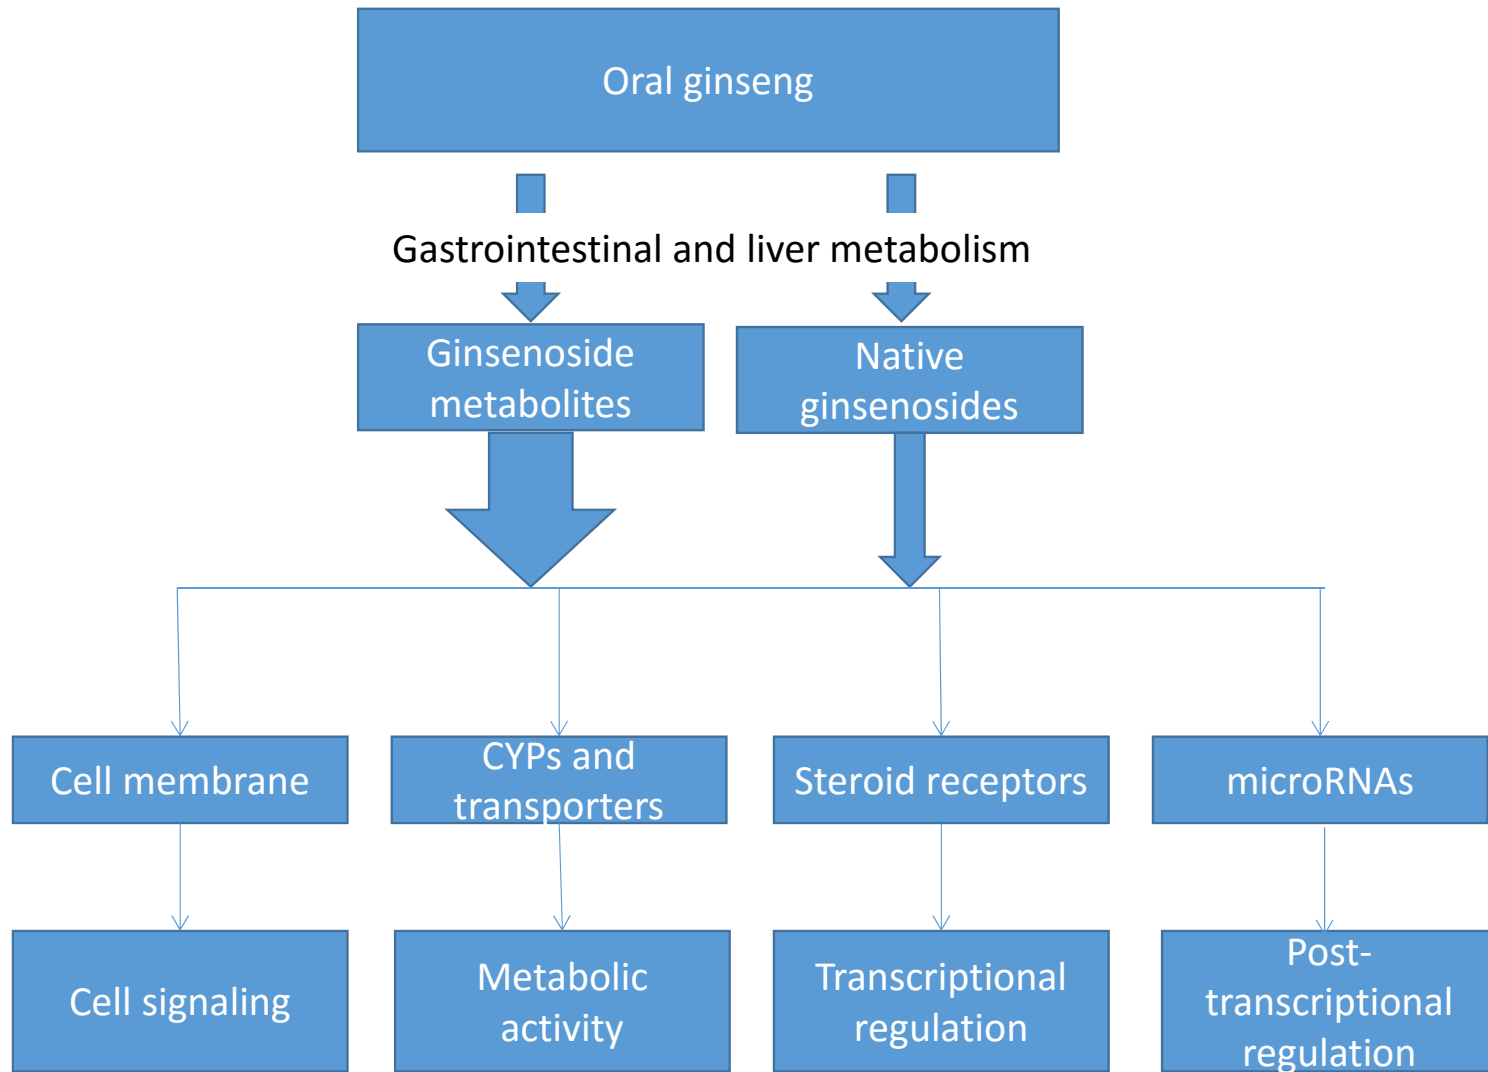 Oral ginseng
Gastrointestinal and liver metabolism
Ginsenoside
metabolites
Native
ginsenosides
Cell membrane
CYPs and
transporters
Steroid receptors
microRNAs
Cell signaling
Metabolic
activity
Transcriptional
regulation
Post-
transcriptional
regulation